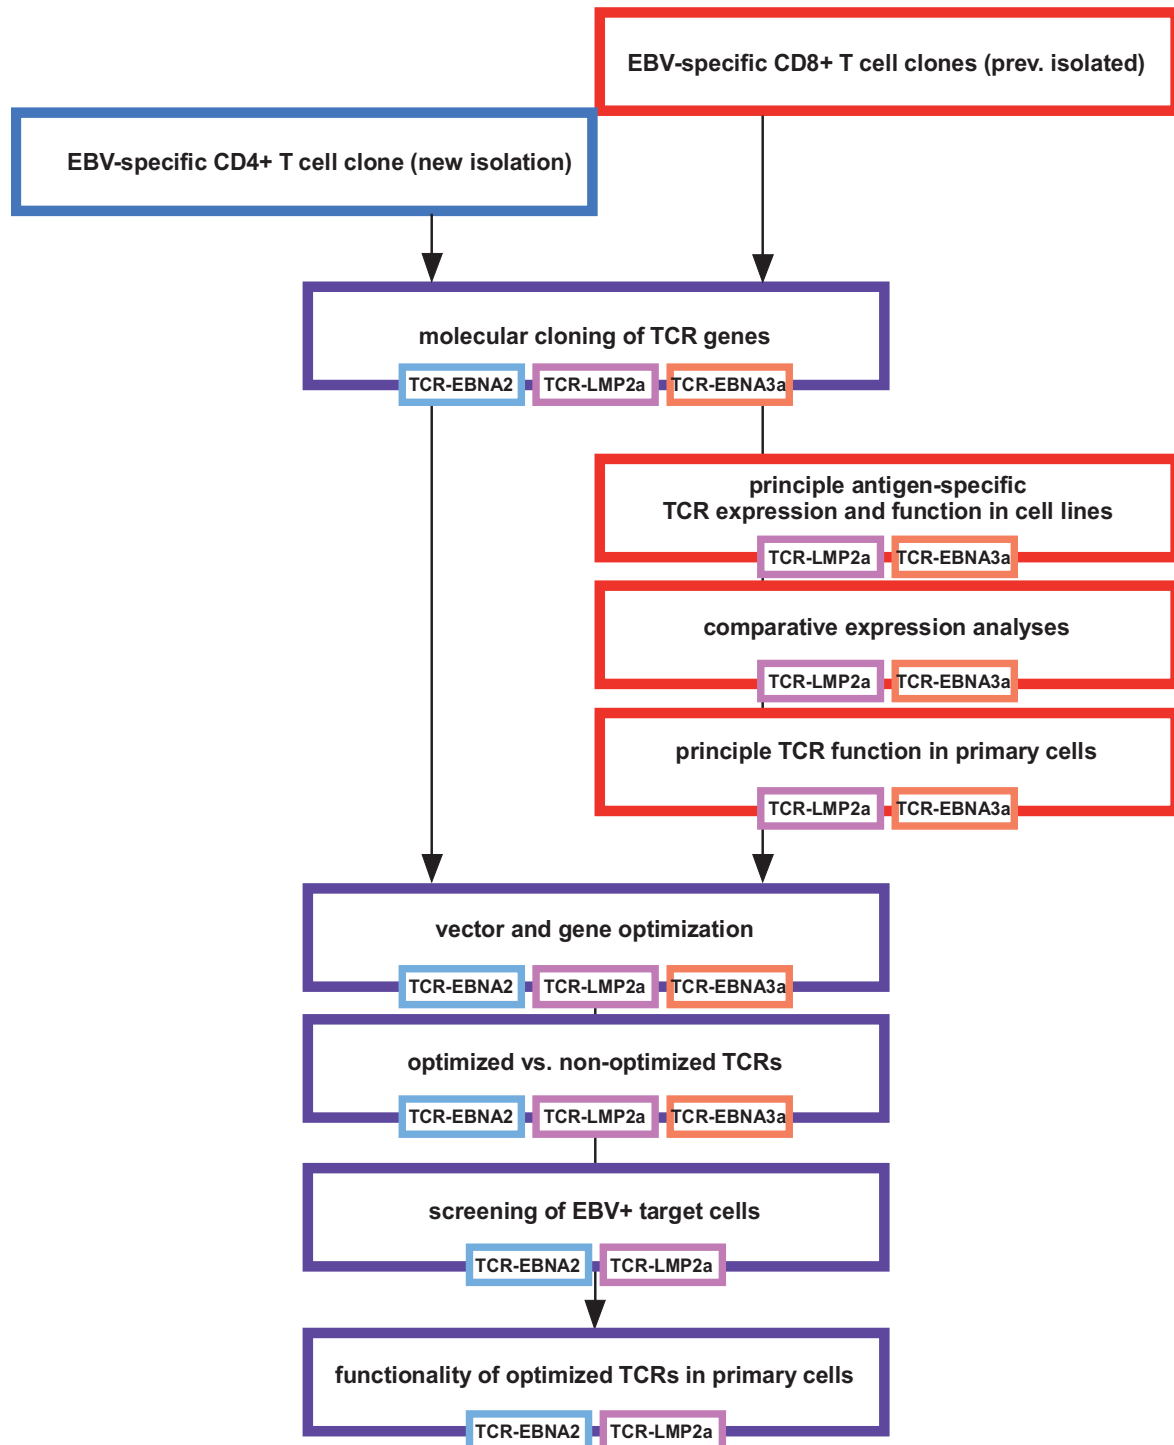 EBV-specific CD8+ T cell clones (prev. isolated)
EBV-specific CD4+ T cell clone (new isolation)
molecular cloning of TCR genes
TCR-EBNA2 TCR-LMP2a TCR-EBNA3a
principle antigen-specific
TCR expression and function in cell lines
TCR-LMP2a TCR-EBNA3a
comparative expression analyses
TCR-LMP2a TCR-EBNA3a
principle TCR function in primary cells
TCR-LMP2a TCR-EBNA3a
vector and gene optimization
TCR-EBNA2 TCR-LMP2a TCR-EBNA3a
optimized vs. non-optimized TCRs
TCR-EBNA2 TCR-LMP2a TCR-EBNA3a
screening of EBV+ target cells
TCR-EBNA2 TCR-LMP2a
functionality of optimized TCRs in primary cells
TCR-EBNA2 TCR-LMP2a